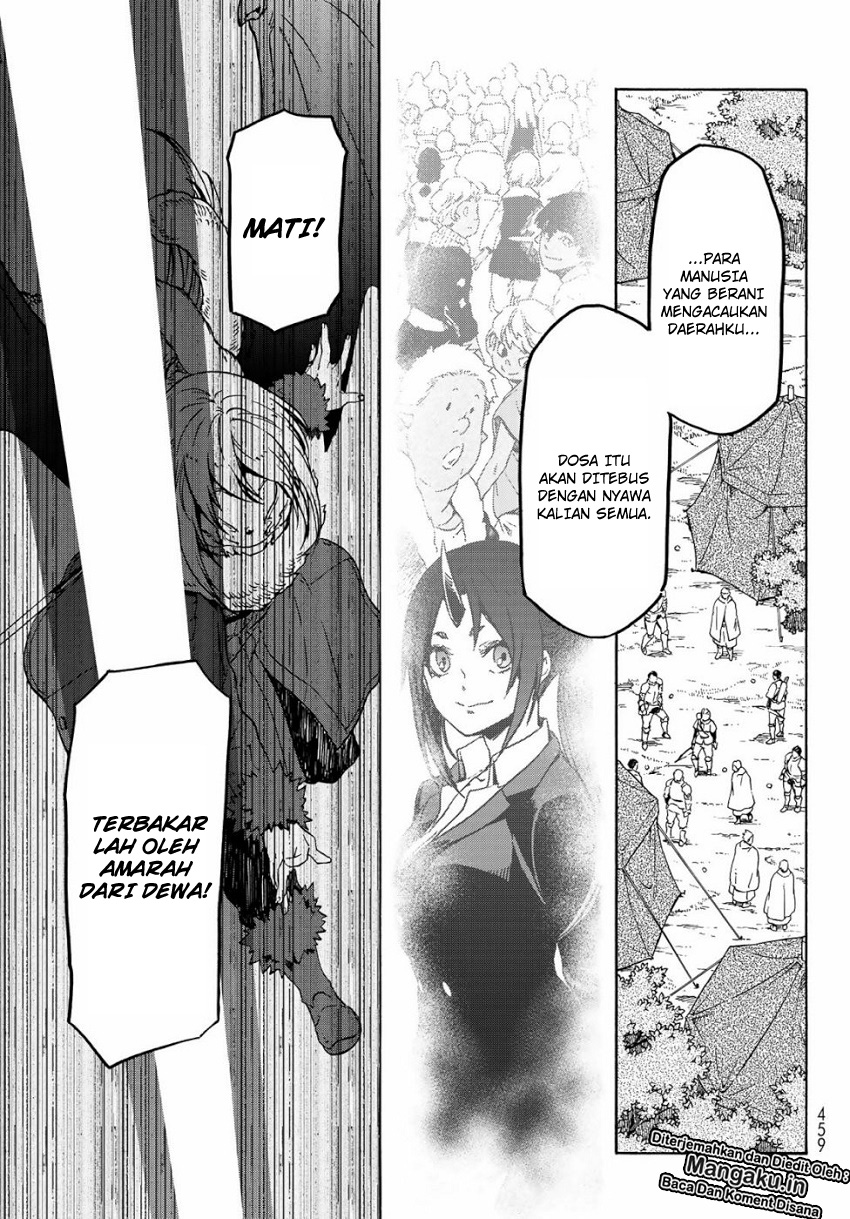 ...PARA
MANUSIA
YANG BERANI
MENGACAUKAN
DAERAHKU...
DOSA ITU
AKAN DITEBUS
DENGAN NYAWA
KALIAN SEMUA.
MATI!
TERBAKAR
LAH OLEH
AMARAH
DARI DEWA!
459
Diterjemahkan dan Diedit Oleh8
Mangaku.in
Baca Dan Koment Disana